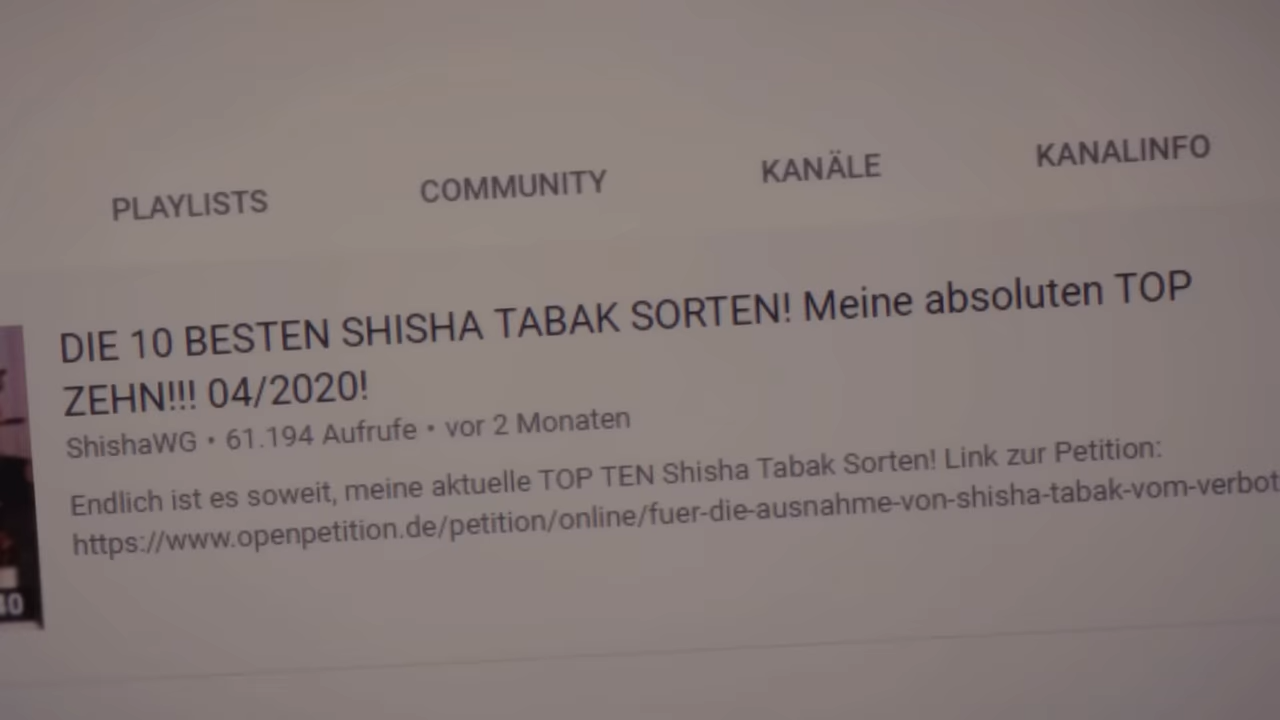 PLAYLISTS COMMUNITY KANÄLE KANALINFO
DIE 10 BESTEN SHISHA TABAK SORTEN! Meine absoluten TOP
ZEHN!!! 04/2020!
ShishaWG • 61.194 Aufrufe • vor 2 Monaten
Endlich ist es soweit, meine aktuelle TOP TEN Shisha Tabak Sorten! Link zur Petition:
https://www.openpetition.de/petition/online/fuer-die-ausnahme-von-shisha-tabak-vom-verbot
40